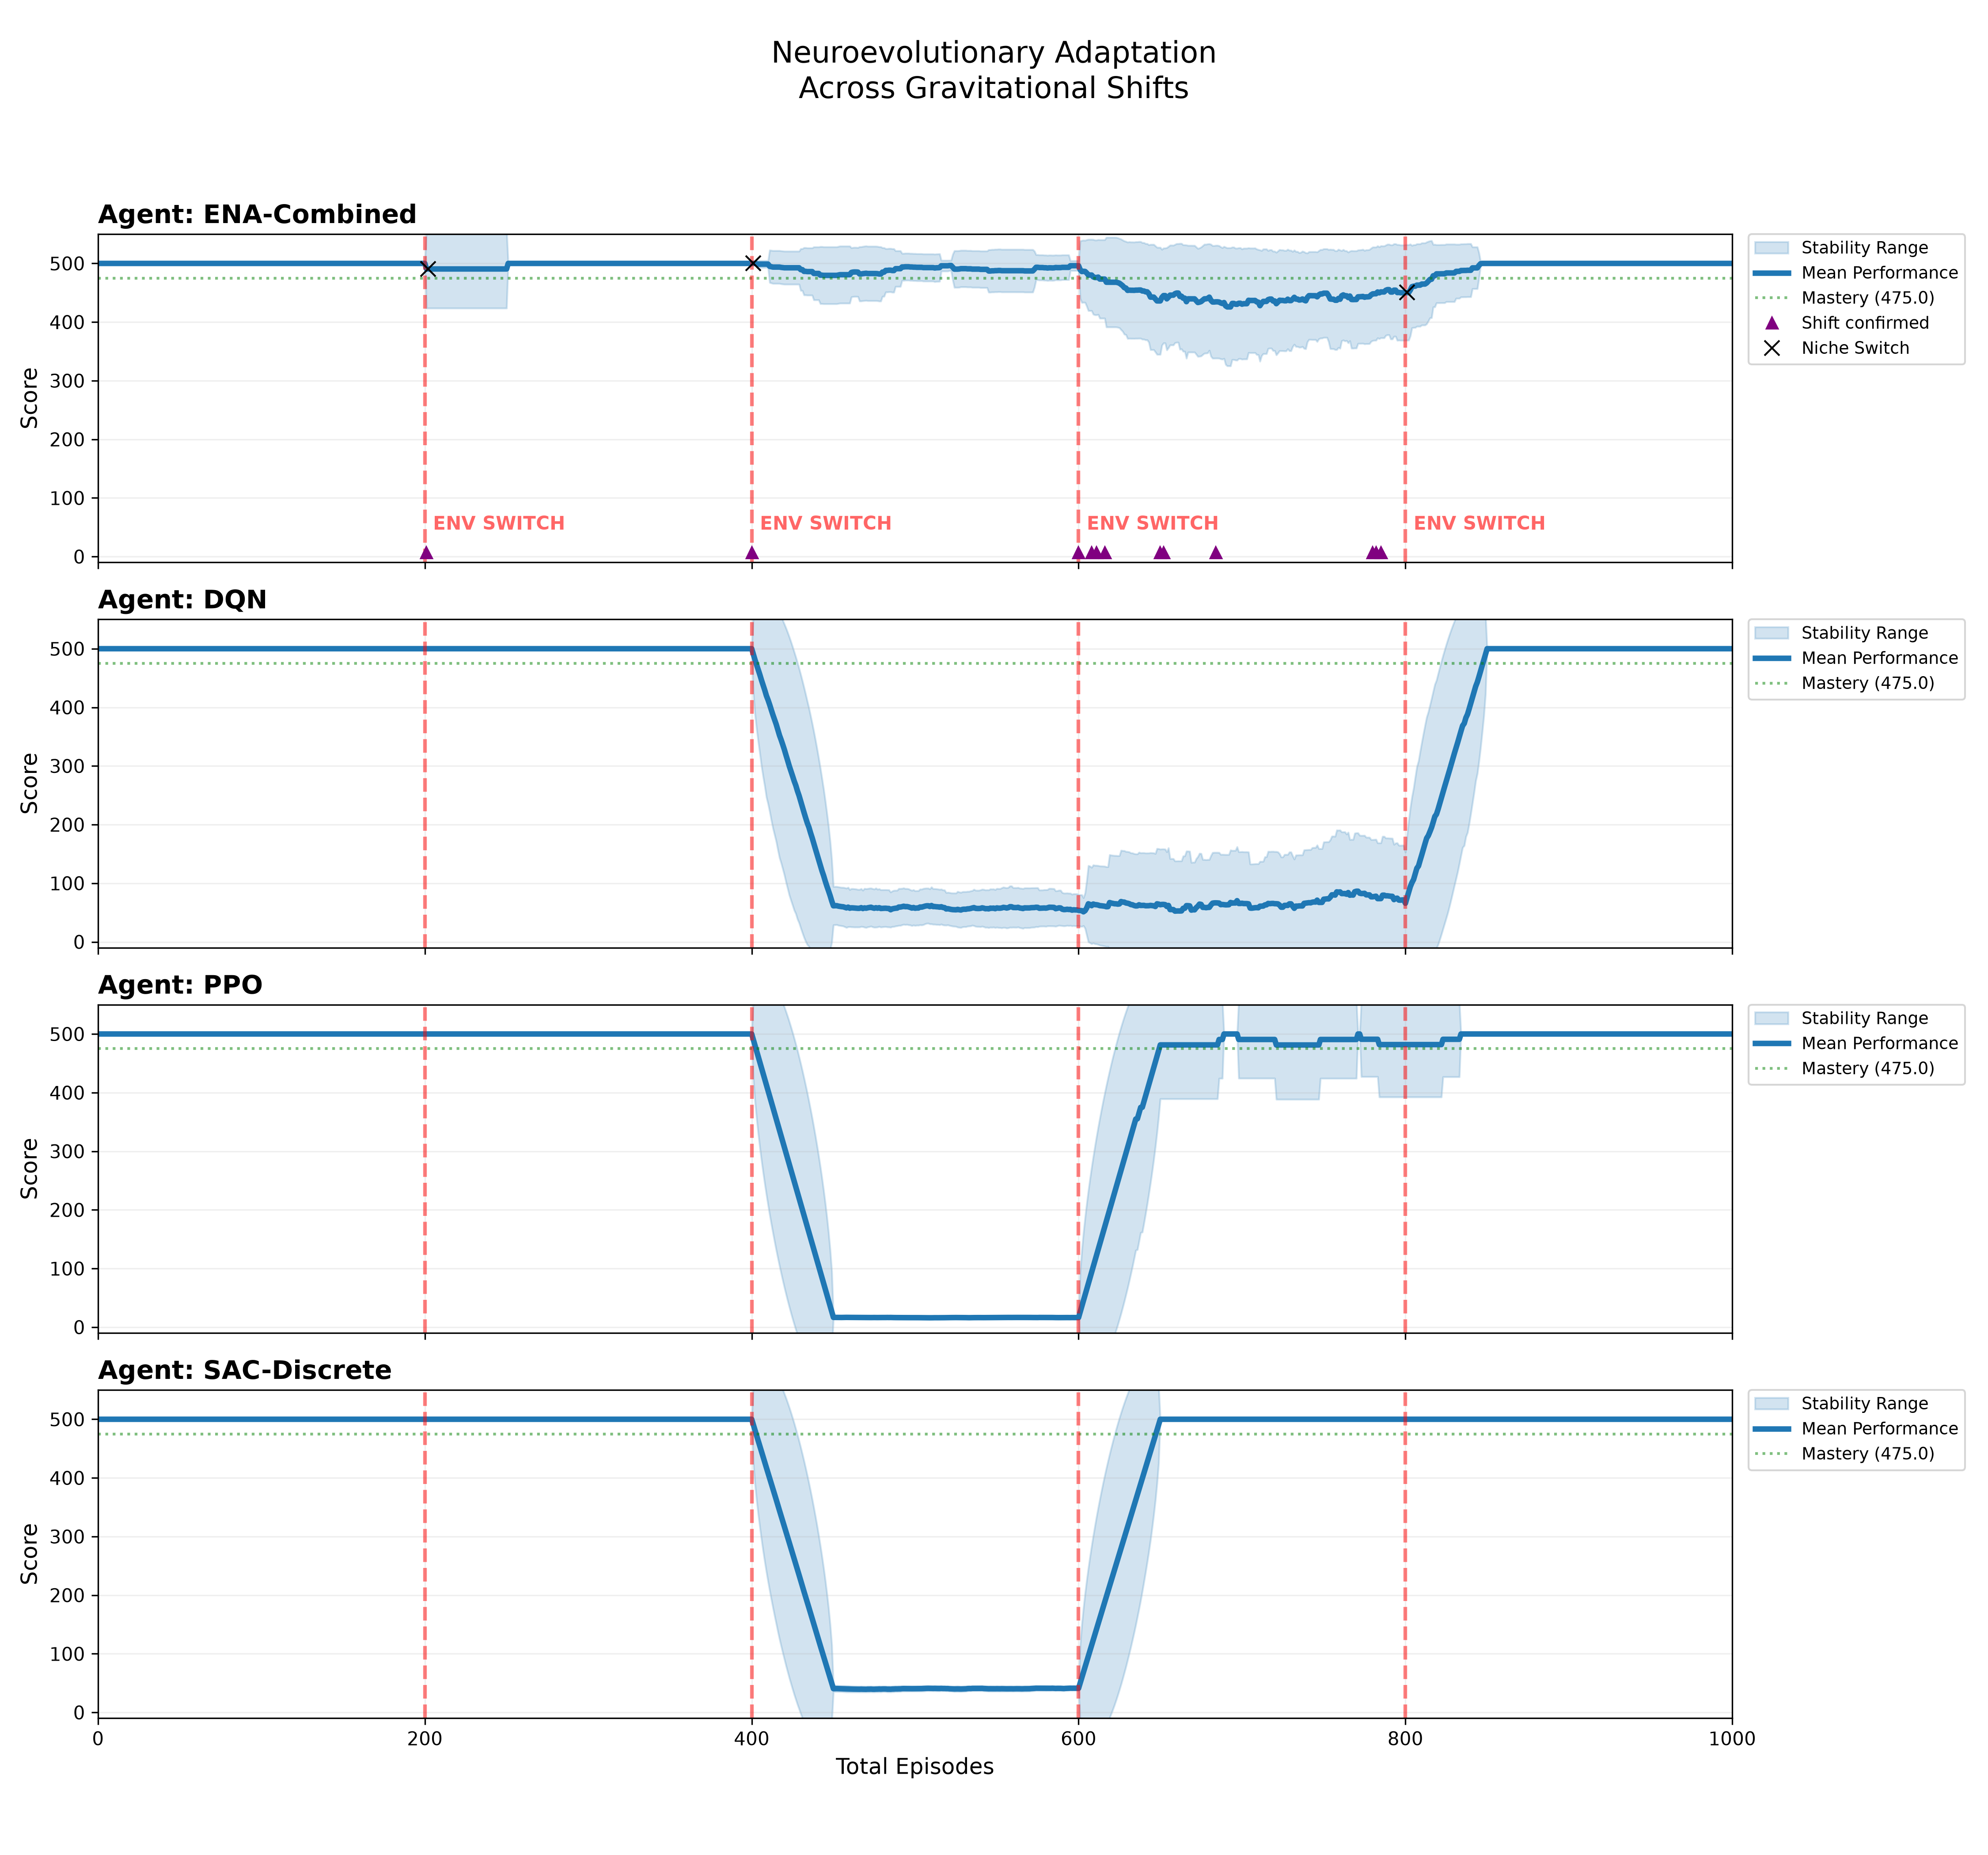 Neuroevolutionary Adaptation
Across Gravitational Shifts
Agent: ENA-Combined
Score
500
400
300
200
100
0
ENV SWITCH
ENV SWITCH
ENV SWITCH
ENV SWITCH
Stability Range
Mean Performance
Mastery (475.0)
Shift confirmed
Niche Switch
Agent: DQN
Score
500
400
300
200
100
0
Stability Range
Mean Performance
Mastery (475.0)
Agent: PPO
Score
500
400
300
200
100
0
Stability Range
Mean Performance
Mastery (475.0)
Agent: SAC-Discrete
Score
500
400
300
200
100
0
Stability Range
Mean Performance
Mastery (475.0)
0
200
400
600
800
1000
Total Episodes